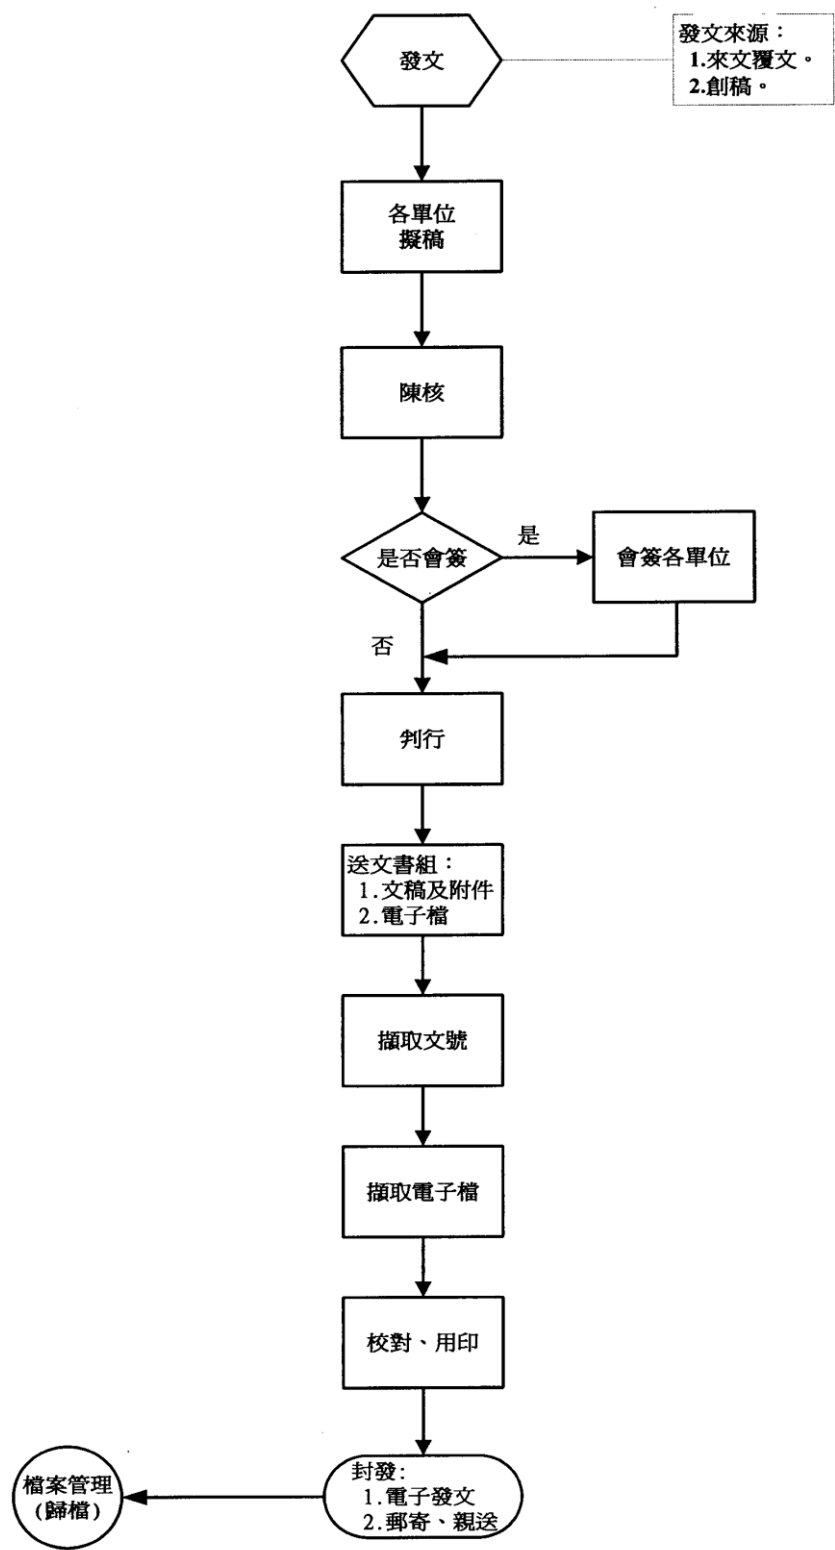 發文
發文來源：
1.來文覆文。
2.創稿。
各單位
擬稿
陳核
是否會簽
是
會簽各單位
否
判行
送文書組：
1.文稿及附件
2.電子檔
擷取文號
擷取電子檔
校對、用印
封發:
1.電子發文
2.郵寄、親送
檔案管理
(歸檔)